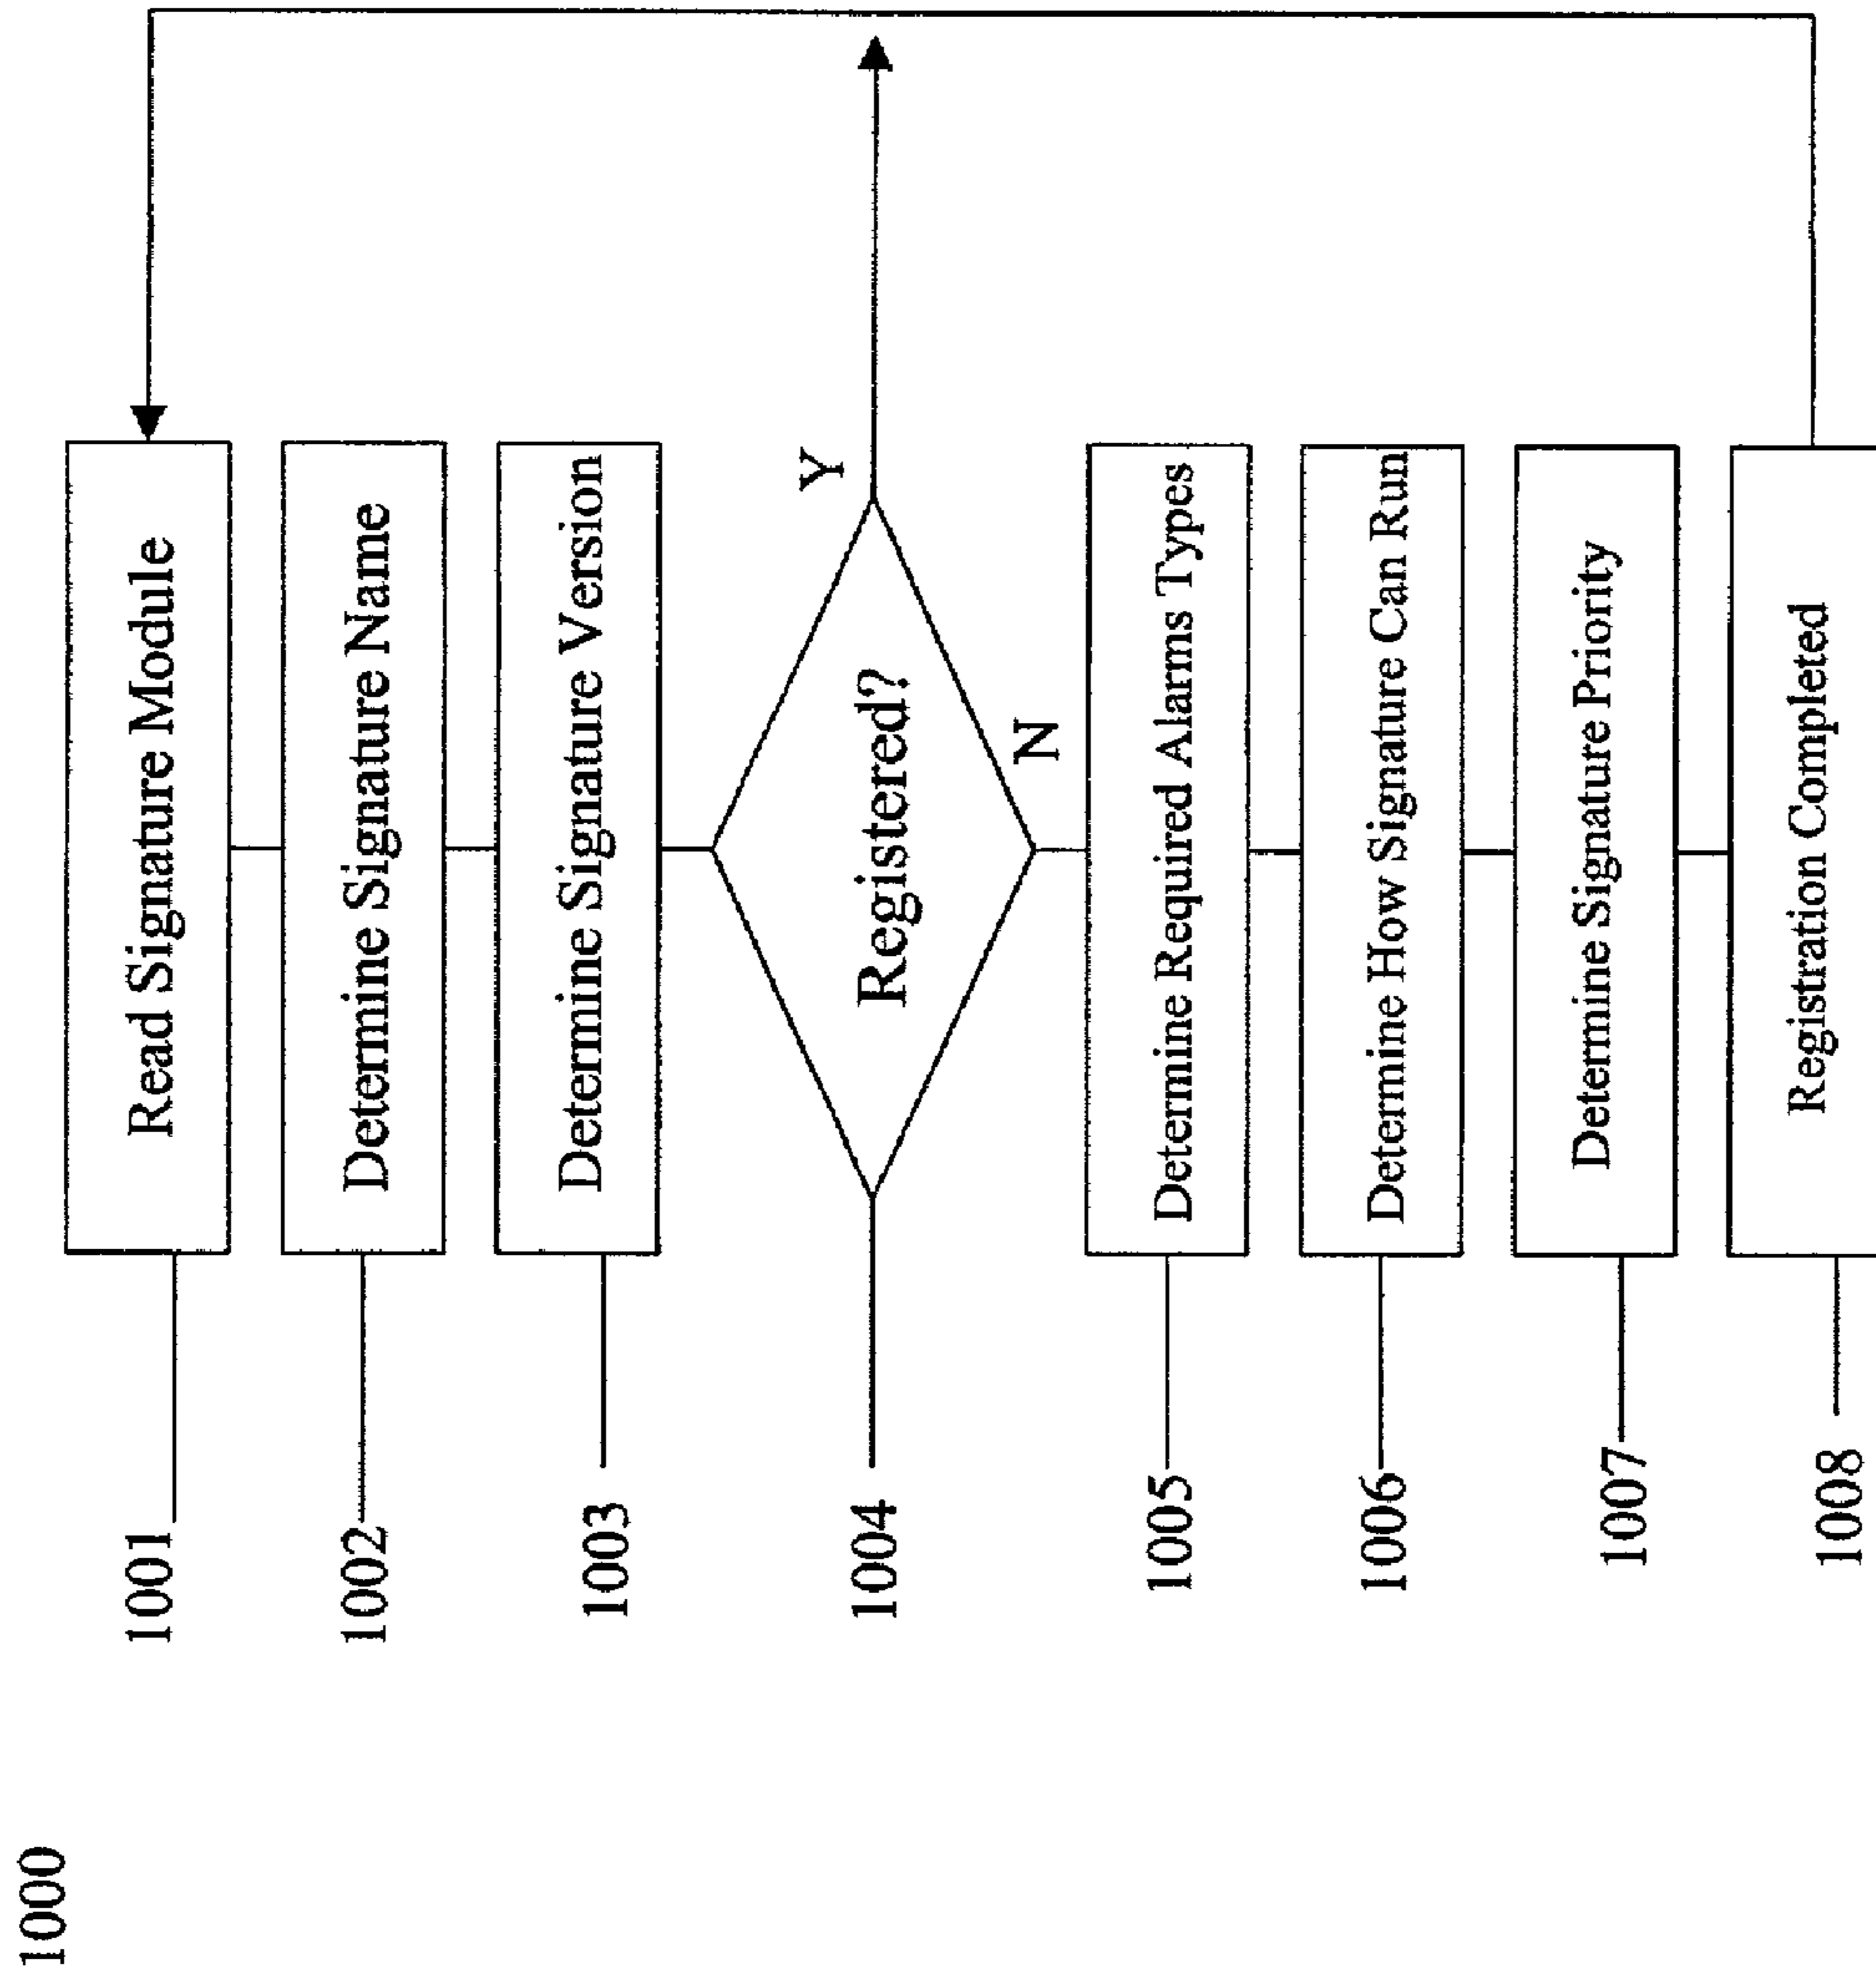 1000
1001
Read Signature Module
1002
Determine Signature Name
1003
Determine Signature Version
1004
Registered?
Y
N
1005
Determine Required Alarms Types
1006
Determine How Signature Can Run
1007
Determine Signature Priority
1008
Registration Completed